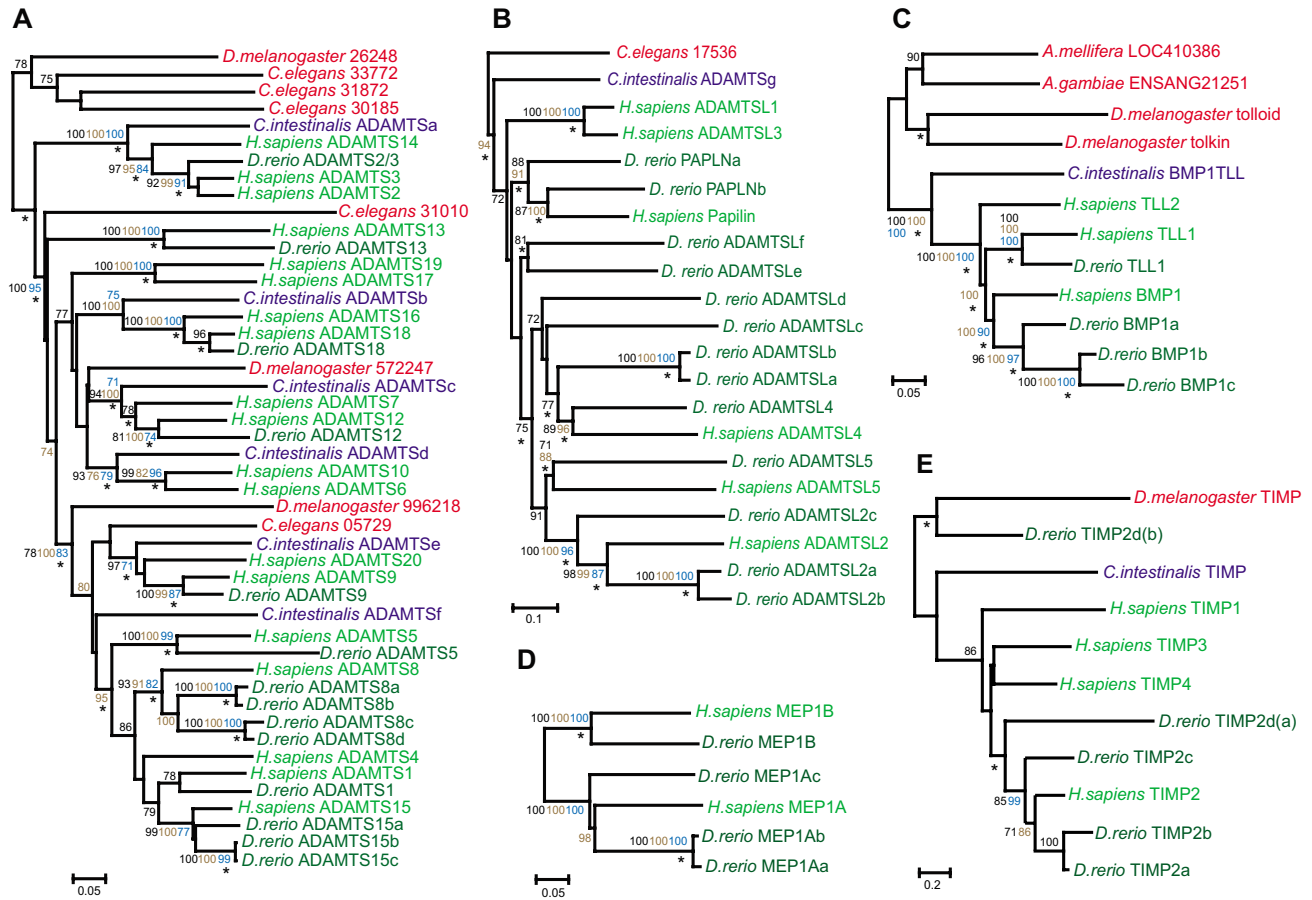 A
D.melanogaster 26248
78
C.elegans 33772
75
C.elegans 31872
C.elegans 30185
C.intestinalis ADAMTSa
100 100 100
*
H.sapiens ADAMTS14
97 95 84
*
D.rerio ADAMTS2/3
H.sapiens ADAMTS3
92 99 91
*
H.sapiens ADAMTS2
*
C.elegans 31010
H.sapiens ADAMTS13
100 100 100
*
D.rerio ADAMTS13
H.sapiens ADAMTS19
100 100 100
*
H.sapiens ADAMTS17
100 95
*
C.intestinalis ADAMTSb
75
100 100
77
H.sapiens ADAMTS16
100 100 100
*
H.sapiens ADAMTS18
96
*
D.rerio ADAMTS18
D.melanogaster 572247
C.intestinalis ADAMTSc
71
94 100
*
H.sapiens ADAMTS7
78
*
H.sapiens ADAMTS12
81 100 74
*
D.rerio ADAMTS12
74
C.intestinalis ADAMTSd
93 76 79
*
H.sapiens ADAMTS10
99 82 96
*
H.sapiens ADAMTS6
D.melanogaster 996218
C.elegans 05729
78 100 83
*
C.intestinalis ADAMTSe
97 71
*
H.sapiens ADAMTS20
H.sapiens ADAMTS9
100 99 87
*
D.rerio ADAMTS9
80
C.intestinalis ADAMTSf
H.sapiens ADAMTS5
100 100 99
*
D.rerio ADAMTS5
95
*
H.sapiens ADAMTS8
93 91 82
*
D.rerio ADAMTS8a
100 100 100
*
D.rerio ADAMTS8b
100
D.rerio ADAMTS8c
100 100 100
*
D.rerio ADAMTS8d
86
H.sapiens ADAMTS4
H.sapiens ADAMTS1
78
D.rerio ADAMTS1
79
H.sapiens ADAMTS15
99 100 77
D.rerio ADAMTS15a
D.rerio ADAMTS15b
100 100 99
*
D.rerio ADAMTS15c
0.05
B
C.elegans 17536
C.intestinalis ADAMTSg
H.sapiens ADAMTSL1
100 100 100
*
H.sapiens ADAMTSL3
94
*
D. rerio PAPLNa
88
91
*
D. rerio PAPLNb
72
87 100
*
H.sapiens Papilin
D. rerio ADAMTSLf
81
*
D. rerio ADAMTSLe
D. rerio ADAMTSLd
72
D. rerio ADAMTSLc
D. rerio ADAMTSLb
100 100 100
*
D. rerio ADAMTSLa
77
*
D. rerio ADAMTSL4
89 96
*
H.sapiens ADAMTSL4
75
*
71
88
*
D. rerio ADAMTSL5
H.sapiens ADAMTSL5
91
D. rerio ADAMTSL2c
100 100 96
*
H.sapiens ADAMTSL2
98 99 87
*
D. rerio ADAMTSL2a
100 100 100
*
D. rerio ADAMTSL2b
0.1
C
A.mellifera LOC410386
90
A.gambiae ENSANG21251
D.melanogaster tolloid
*
D.melanogaster tolkin
C.intestinalis BMP1TLL
100 100
100 *
H.sapiens TLL2
100 100 100
*
100
100
100
*
H.sapiens TLL1
D.rerio TLL1
100
*
H.sapiens BMP1
100 90
*
D.rerio BMP1a
96 100 97
*
D.rerio BMP1b
100 100 100
*
D.rerio BMP1c
0.05
D
H.sapiens MEP1B
100 100 100
*
D.rerio MEP1B
D.rerio MEP1Ac
100 100 100
H.sapiens MEP1A
98
D.rerio MEP1Ab
100 100 100
*
D.rerio MEP1Aa
0.05
E
D.melanogaster TIMP
*
D.rerio TIMP2d(b)
C.intestinalis TIMP
H.sapiens TIMP1
86
H.sapiens TIMP3
H.sapiens TIMP4
D.rerio TIMP2d(a)
*
D.rerio TIMP2c
85 99
H.sapiens TIMP2
71 86
D.rerio TIMP2b
100
D.rerio TIMP2a
0.2